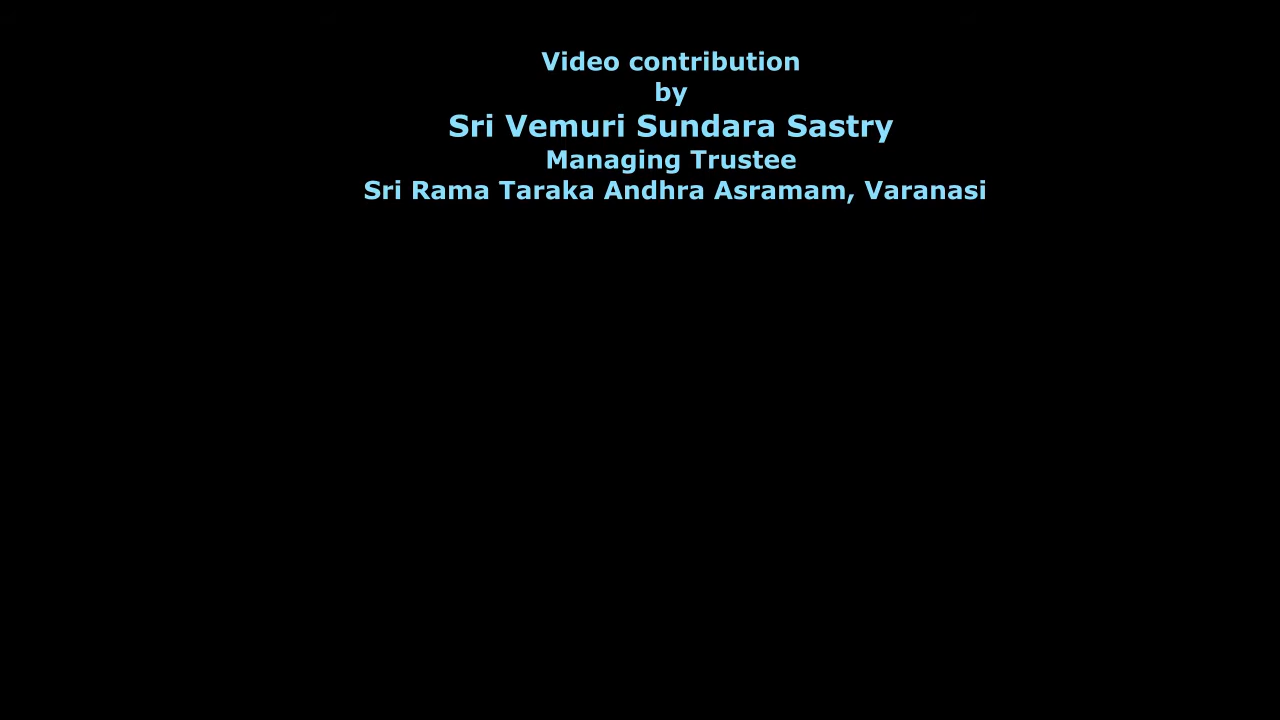 Video contribution
by
Sri Vemuri Sundara Sastry
Managing Trustee
Sri Rama Taraka Andhra Asramam, Varanasi